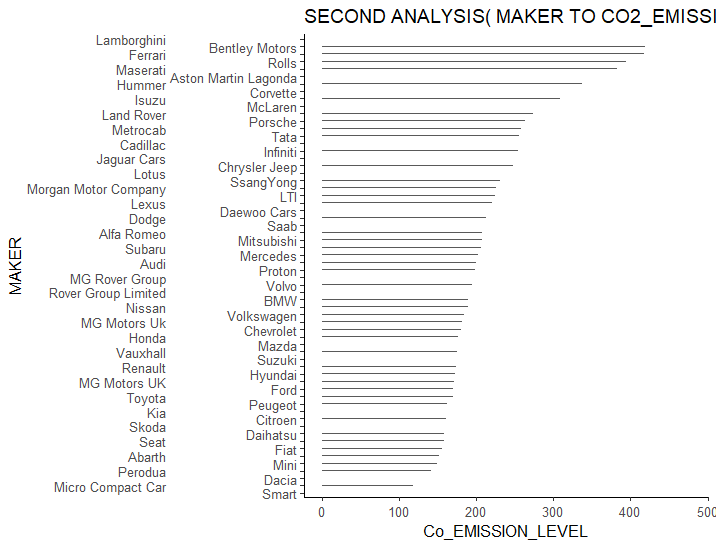 SECOND ANALYSIS( MAKER TO CO2_EMISSI
Lamborghini
Bentley Motors
Ferrari
Rolls
Maserati
Aston Martin Lagonda
Hummer
Corvette
Isuzu
McLaren
Land Rover
Porsche
Metrocab
Tata
Cadillac
Infiniti
Jaguar Cars
Chrysler Jeep
Lotus
SsangYong
Morgan Motor Company
LTI
Lexus
Daewoo Cars
Dodge
Saab
Alfa Romeo
Mitsubishi
Subaru
Mercedes
Audi
Proton
MG Rover Group
Volvo
Rover Group Limited
BMW
Nissan
Volkswagen
MG Motors Uk
Chevrolet
Honda
Mazda
Vauxhall
Suzuki
Renault
Hyundai
MG Motors UK
Ford
Toyota
Peugeot
Kia
Citroen
Skoda
Daihatsu
Seat
Fiat
Abarth
Mini
Perodua
Dacia
Micro Compact Car
Smart
MAKER
0 100 200 300 400 500
Co_EMISSION_LEVEL